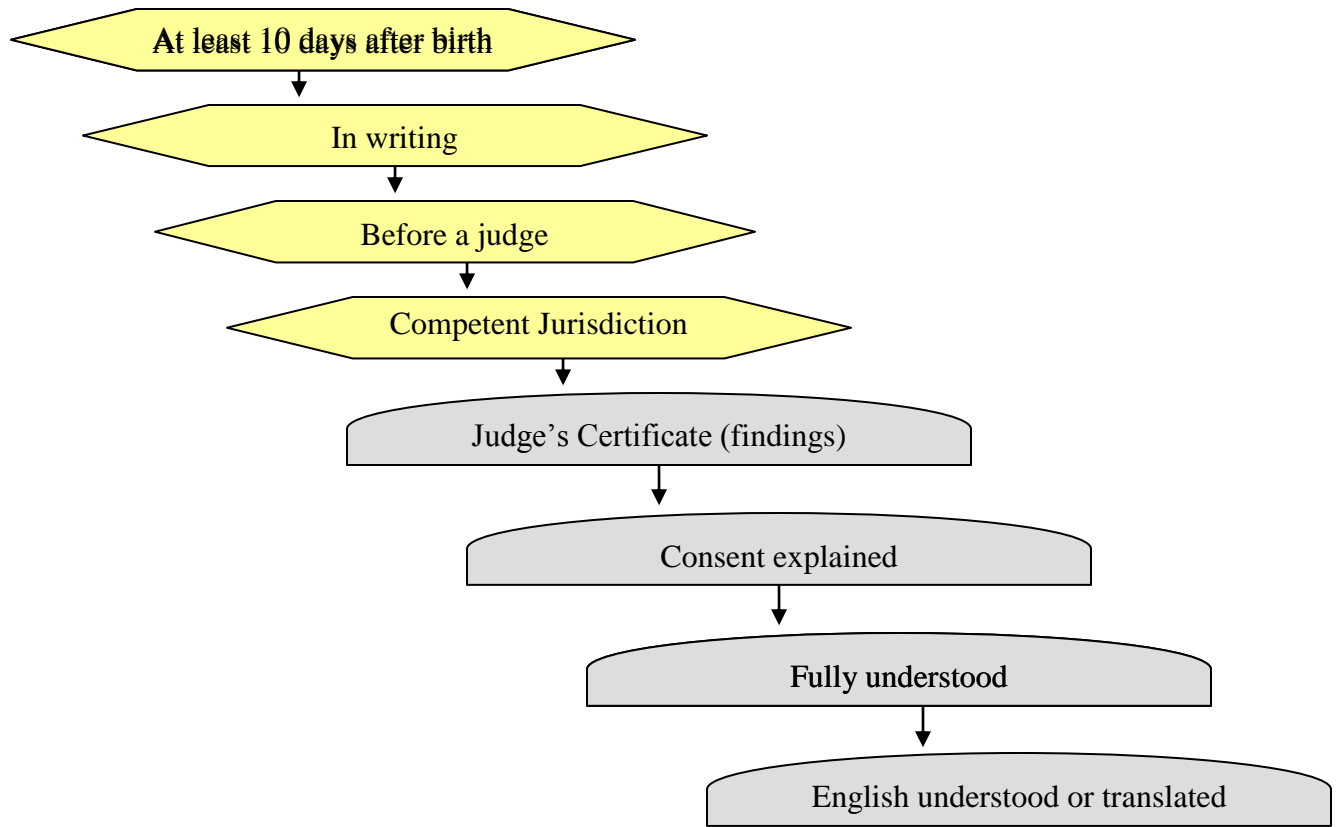 At least 10 days after birth
In writing
Before a judge
Competent Jurisdiction
Judge’s Certificate (findings)
Consent explained
Fully understood
English understood or translated